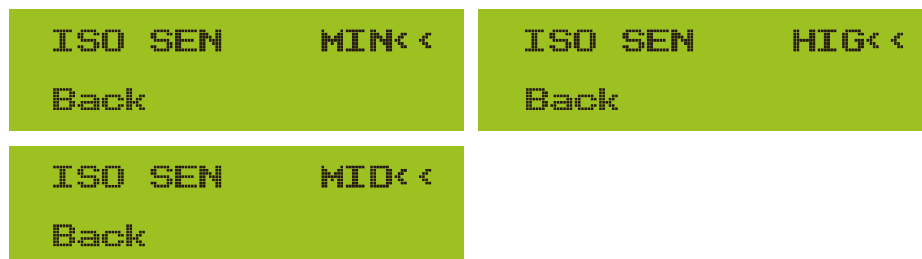 ISO SEN MIN<<
Back
ISO SEN HIG<<
Back
ISO SEN MID<<
Back